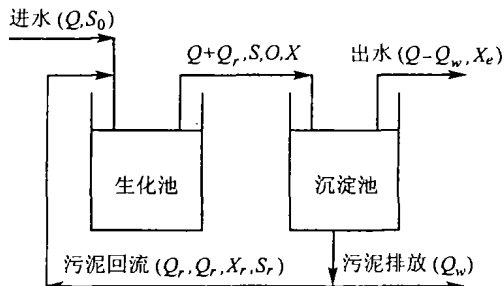 进水(Q,S₀)
Q+Qᵣ,S,O,X
出水(Q-Q_w,Xₑ)
生化池
沉淀池
污泥回流(Qᵣ,Qᵣ,Xᵣ,Sᵣ)
污泥排放(Q_w)